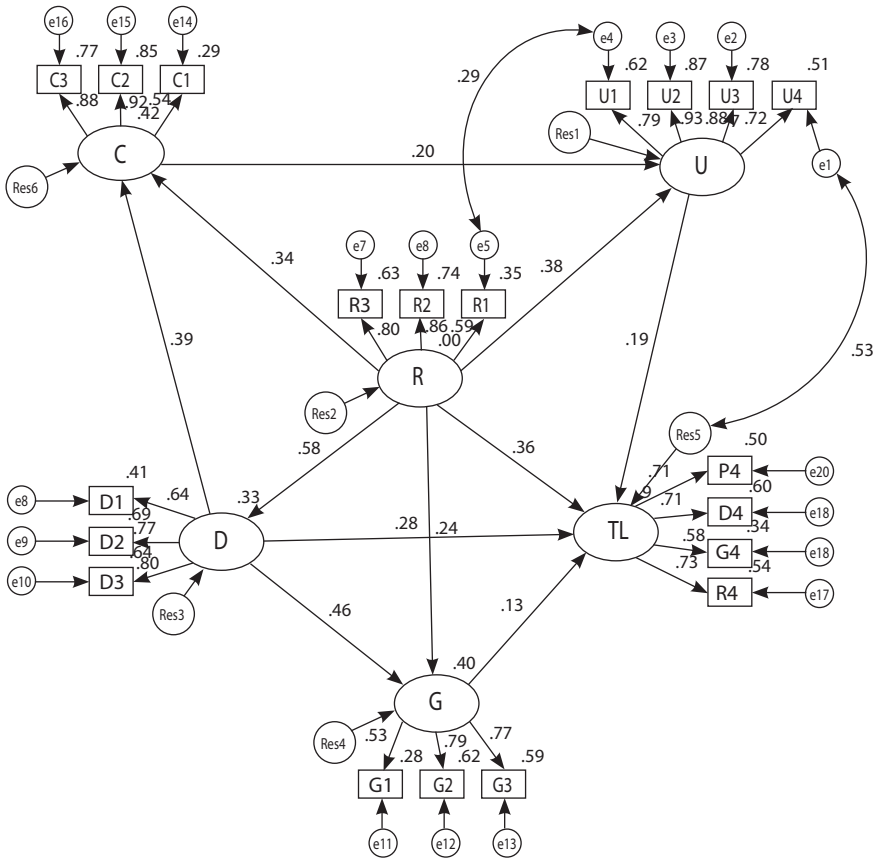 e16 e15 e14 e4 e3 e2
.77 .85 .29 .62 .87 .78 .51
C3 C2 C1 .29 U1 U2 U3 U4
.88 .92 .54 .79 .93 .88 .72
.42
Res1
C .20 U e1
Res6
e7 e8 e5
.34 .63 .74 .35 .38
R3 R2 R1
.80 .86 .59
.00
.39 .19 .53
R
Res2
Res5
.58 .36 .50
.41 .71 P4 e20
e8 D1 .64 .33 .60
.69 .71 D4 e18
e9 D2 .77 D .28 .24 TL .34
.64 .58 G4 e18
e10 D3 .80 .73 .54
R4 e17
Res3 .46 .13
.40
G
Res4 .53 .79 .77
.28 .62 .59
G1 G2 G3
e11 e12 e13